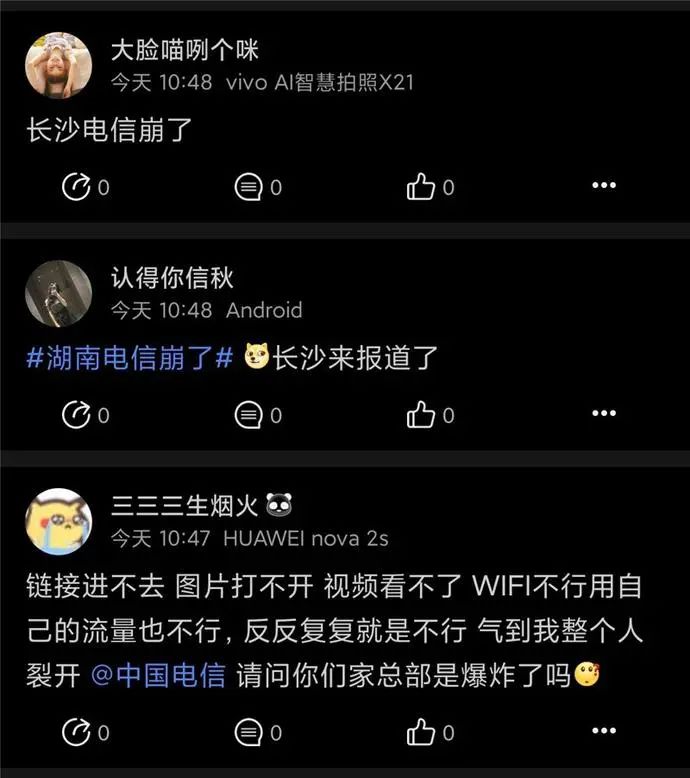 大脸喵咧个咪
今天 10:48 vivo AI智慧拍照X21
长沙电信崩了
0 0 0
认得你信秋
今天 10:48 Android
#湖南电信崩了# 长沙来报道了
0 0 0
三三三生烟火
今天 10:47 HUAWEI nova 2s
链接进不去 图片打不开 视频看不了 WIFI不行用自
己的流量也不行，反反复复就是不行 气到我整个人
裂开 @中国电信 请问你们家总部是爆炸了吗
0 0 0